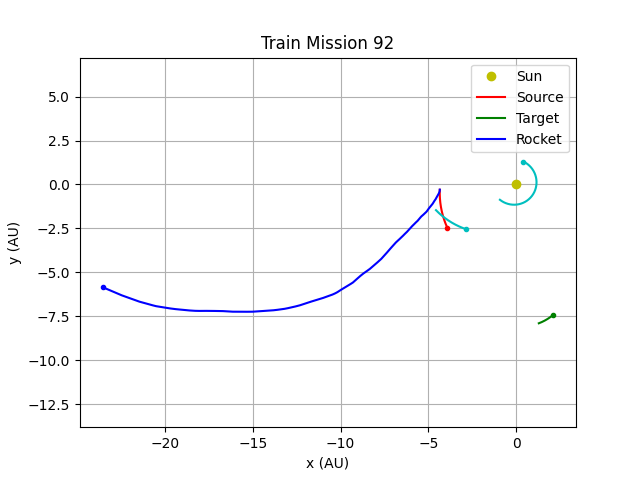 Train Mission 92
Sun
Source
Target
Rocket
5.0
2.5
0.0
−2.5
−5.0
−7.5
−10.0
−12.5
y (AU)
−20
−15
−10
−5
0
x (AU)